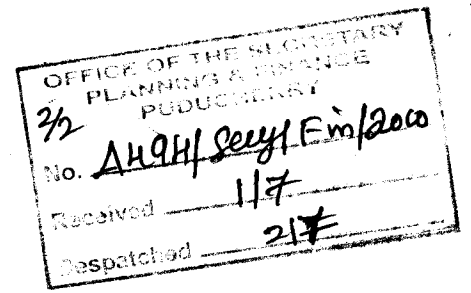 OFFICE OF THE SECRETARY
PLANNING & FINANCE
PUDUCHERRY
2/2
No. A494/Secy/Fin/2000
Received 1/7
Despatched 2/7